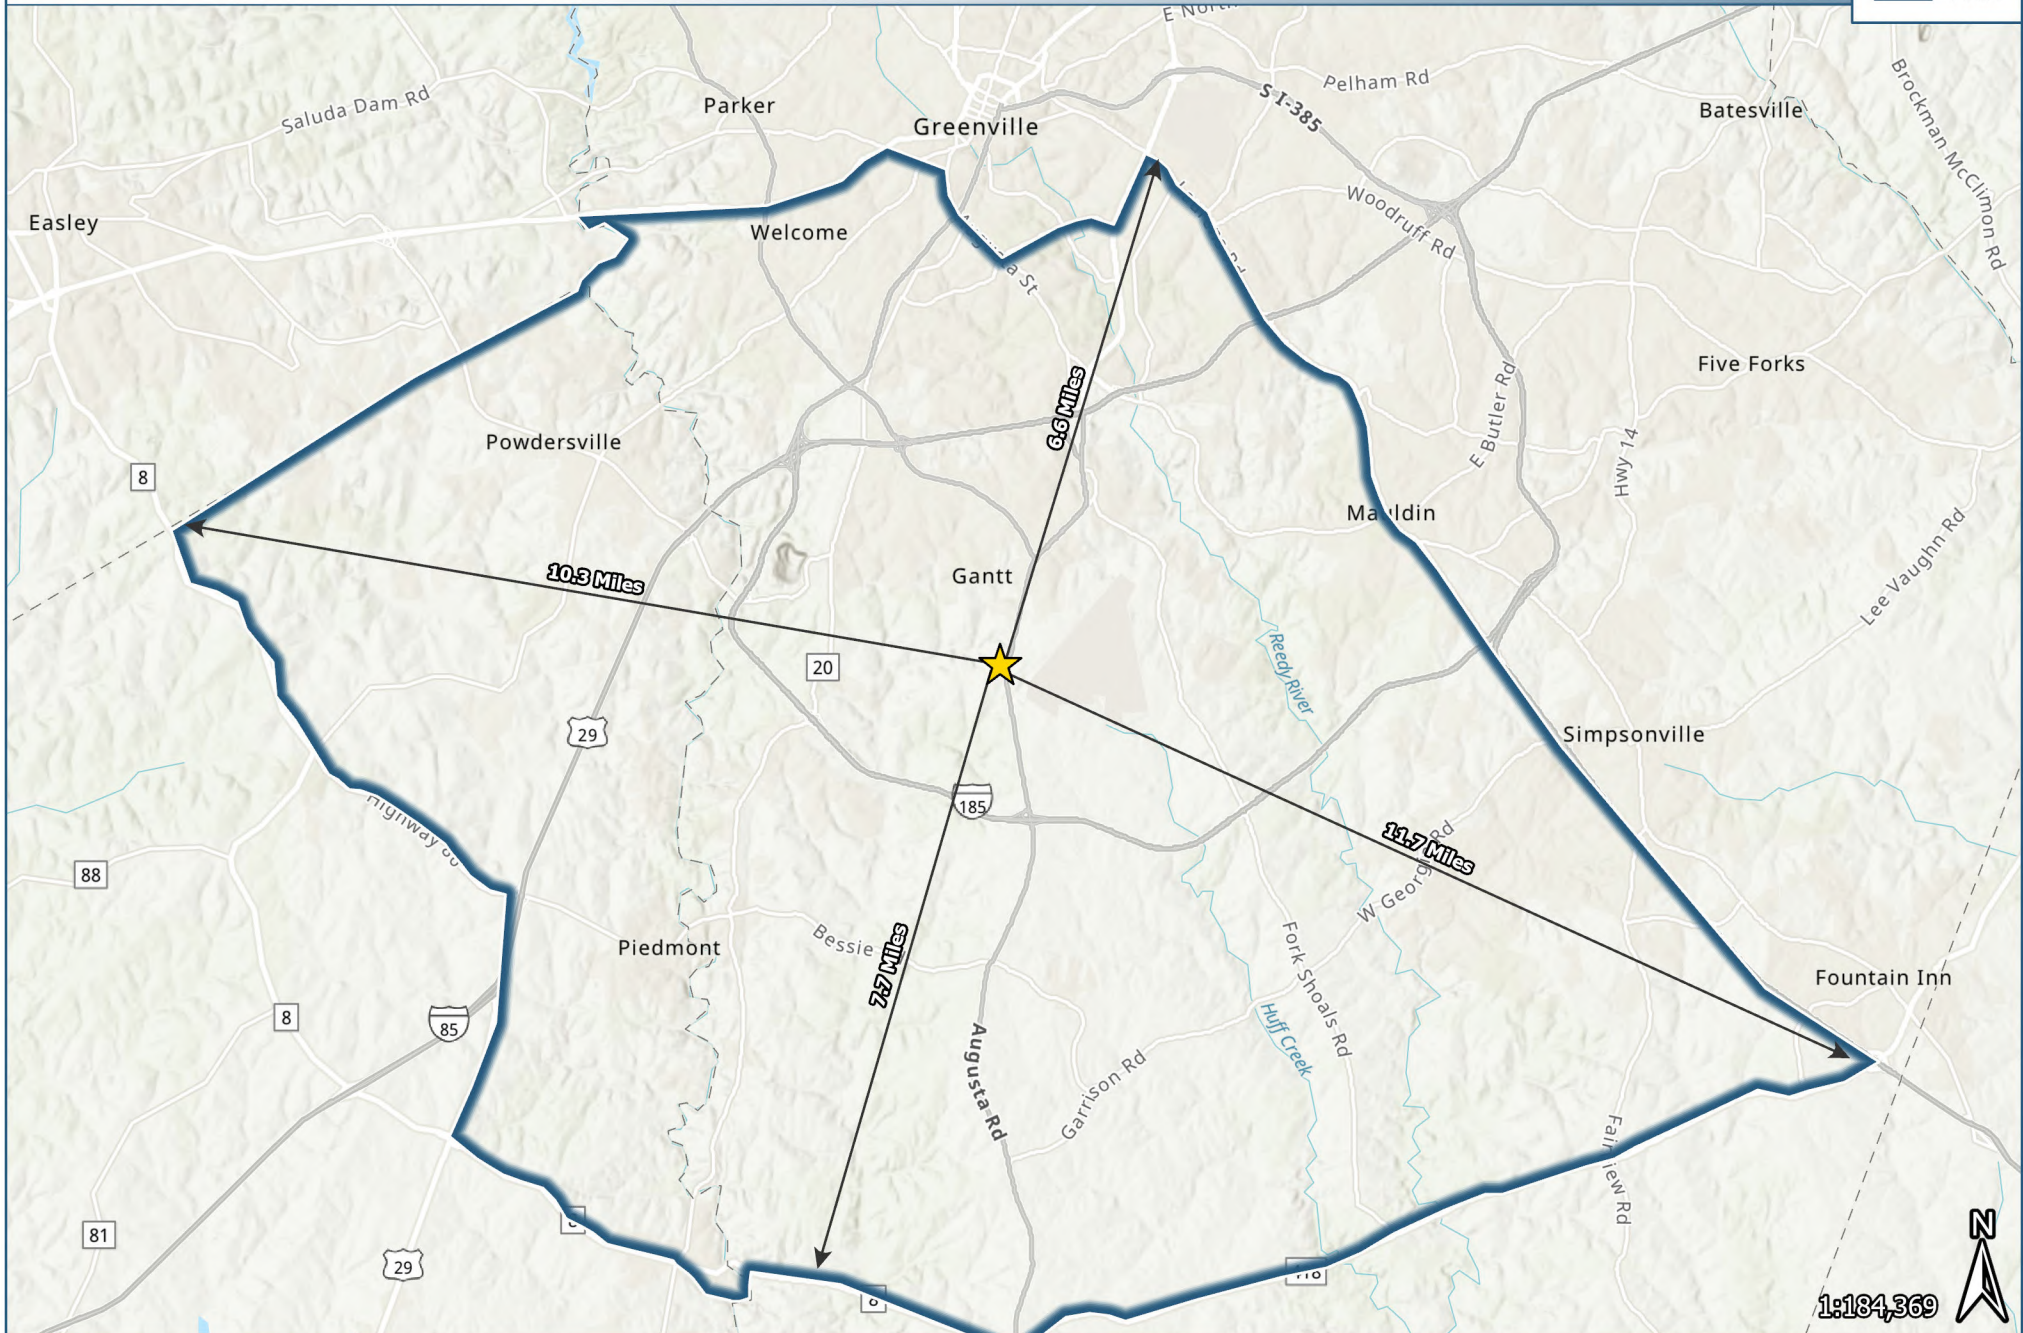 E North
Pelham Rd
Saluda Dam Rd
Parker
S I-385
Batesville
Brockman McClimon Rd
Greenville
Easley
Welcome
Woodruff Rd
Augusta St
Rd
Five Forks
6.6 Miles
E Butler Rd
Powdersville
8
Hwy 14
Mauldin
Lee Vaughn Rd
10.3 Miles
Gantt
20
Reedy River
29
Simpsonville
185
Highway 86
11.7 Miles
88
W Georgia Rd
Piedmont
Bessie
7.7 Miles
Fork Shoals Rd
Fountain Inn
8
85
Huff Creek
Augusta Rd
Garrison Rd
Fairview Rd
81
8
29
8
418
N
1:184,369